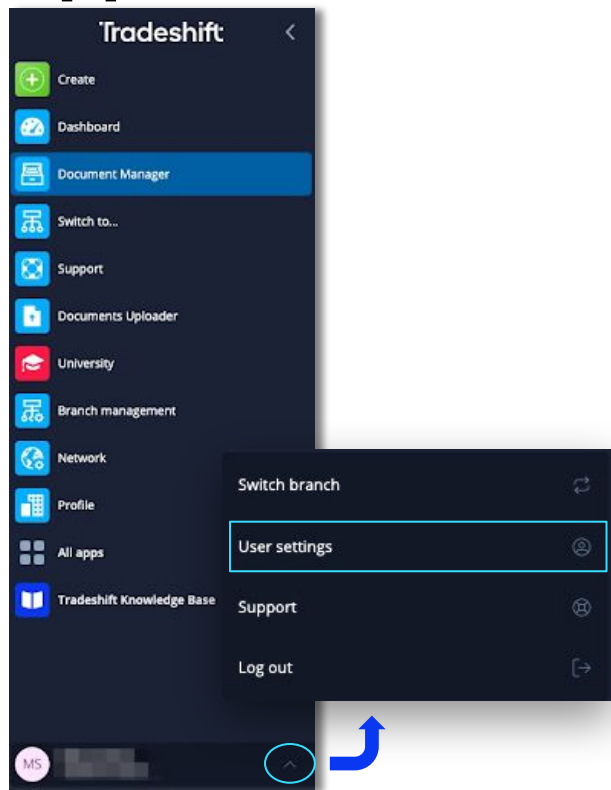 Tradeshift
Create
Dashboard
Document Manager
Switch to...
Support
Documents Uploader
University
Branch management
Network
Profile
All apps
Tradeshift Knowledge Base
Switch branch
User settings
Support
Log out
MS